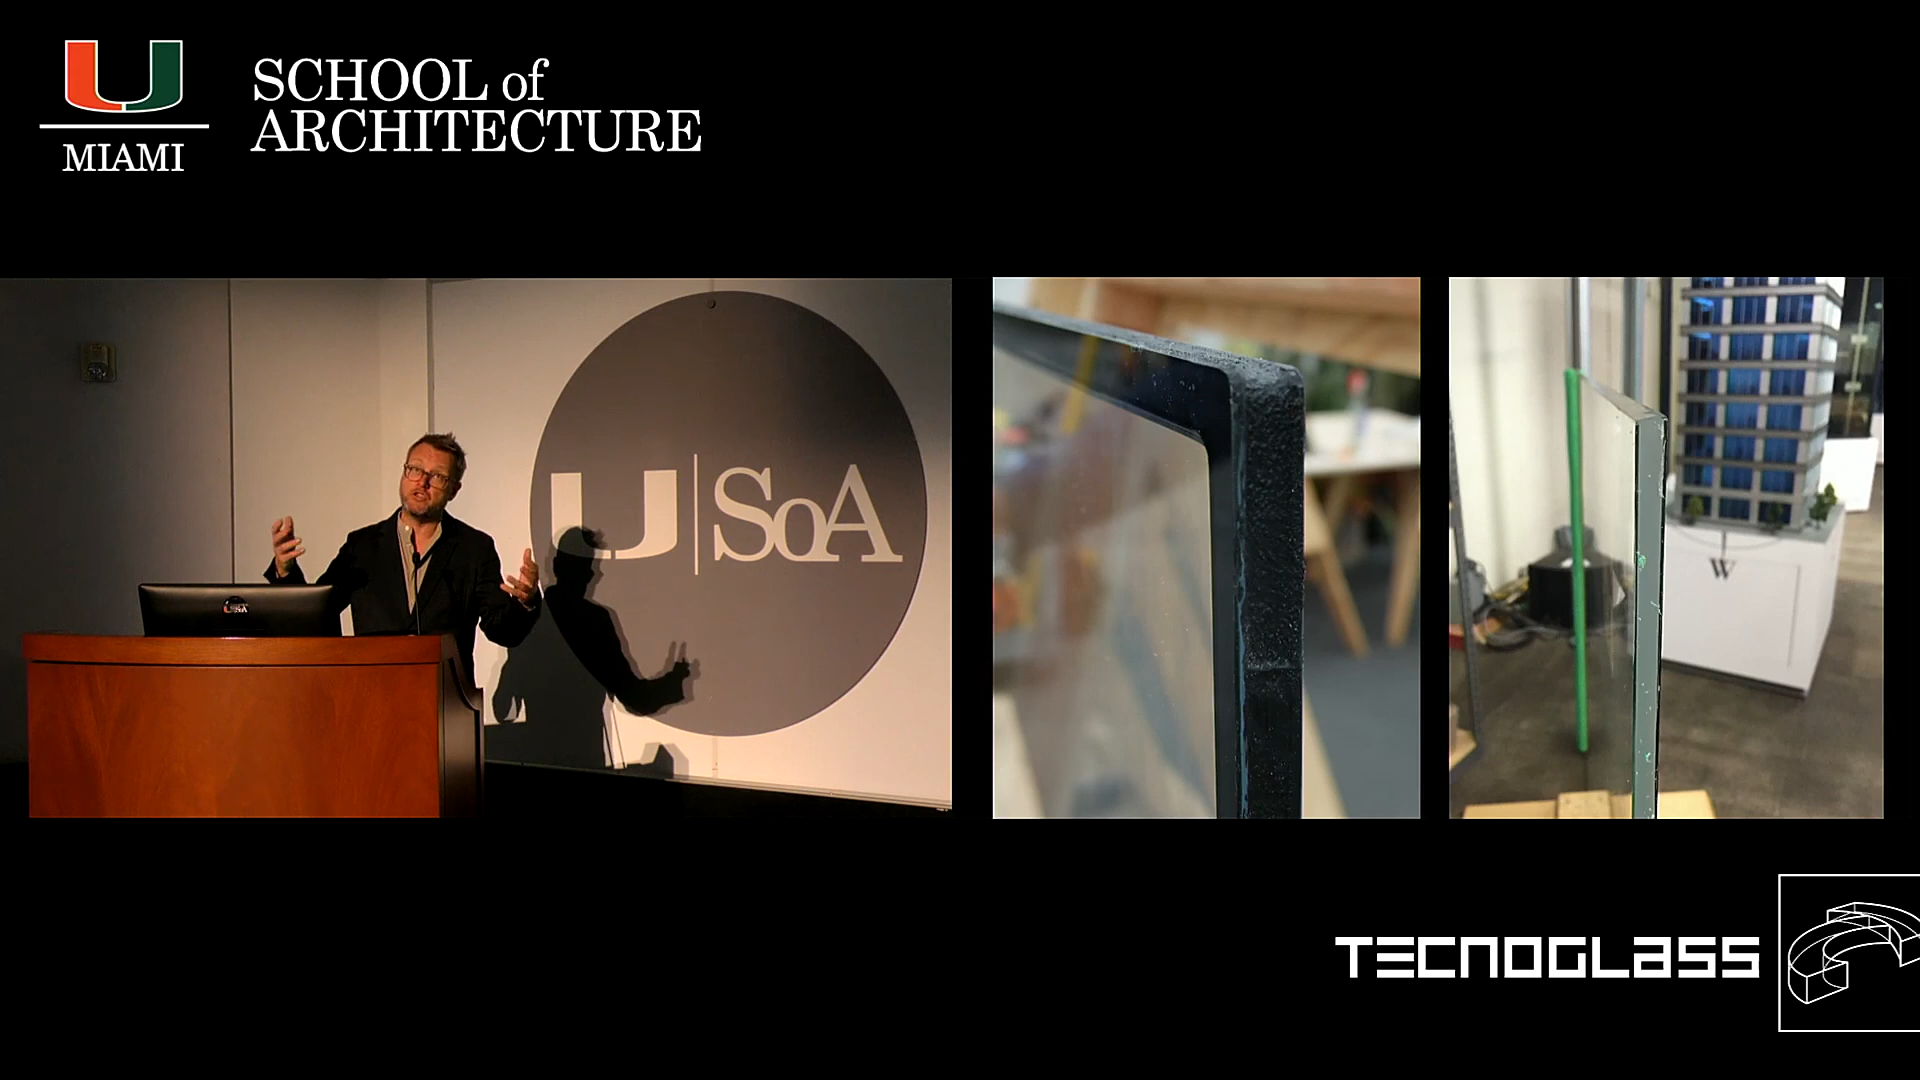 MIAMI
SCHOOL of
ARCHITECTURE
U SoA
W
TECNOGLASS